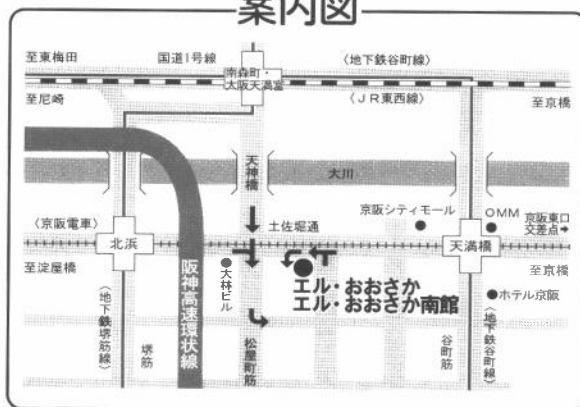 案内図
至東梅田
国道1号線
〈地下鉄谷町線〉
南森町・
大阪天満宮
至尼崎
〈JR東西線〉
至京橋
天神橋
大川
京阪シティモール
OMM
京阪東口
交差点➡
土佐堀通
〈京阪電車〉
北浜
天満橋
至淀屋橋
至京橋
阪神高速環状線
大林ビル
エル・おおさか
エル・おおさか南館
ホテル京阪
〈地下鉄堺筋線〉
堺筋
松屋町筋
谷町筋
〈地下鉄谷町線〉